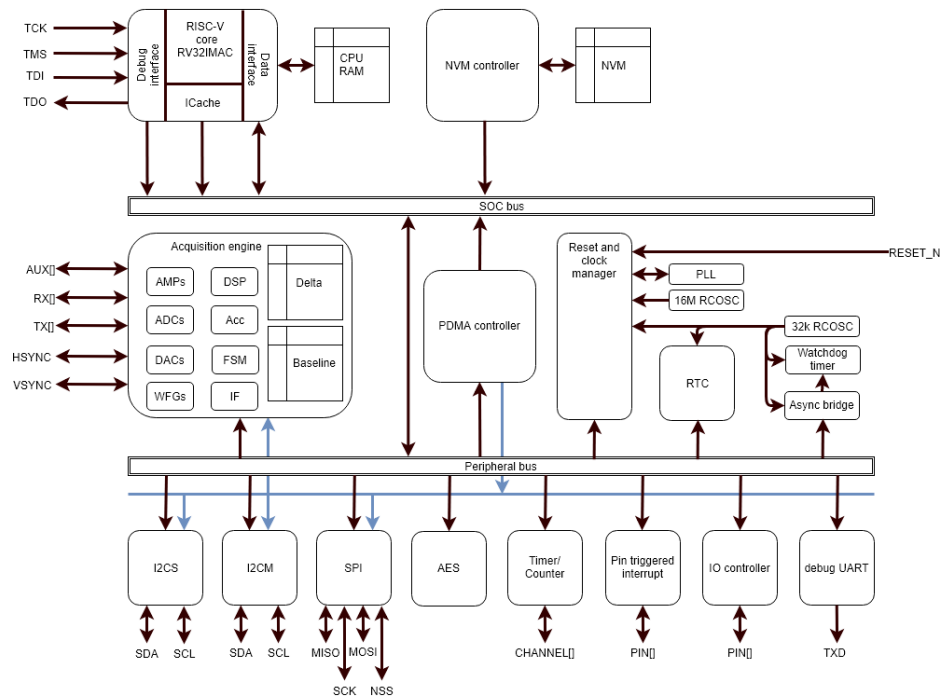 TCK
TMS
TDI
TDO
Debug
interface
RISC-V
core
RV32IMAC
ICache
Data
interface
CPU
RAM
NVM controller
NVM
SOC bus
Acquisition engine
AMPs
DSP
ADCs
Acc
DACs
FSM
WFGs
IF
Delta
Baseline
AUX[]
RX[]
TX[]
HSYNC
VSYNC
PDMA controller
Reset and
clock
manager
RESET_N
PLL
16M RCOSC
32k RCOSC
RTC
Watchdog
timer
Async bridge
Peripheral bus
I2CS
I2CM
SPI
AES
Timer/
Counter
Pin triggered
interrupt
IO controller
debug UART
SDA
SCL
SDA
SCL
MISO
MOSI
SCK
NSS
CHANNEL[]
PIN[]
PIN[]
TXD